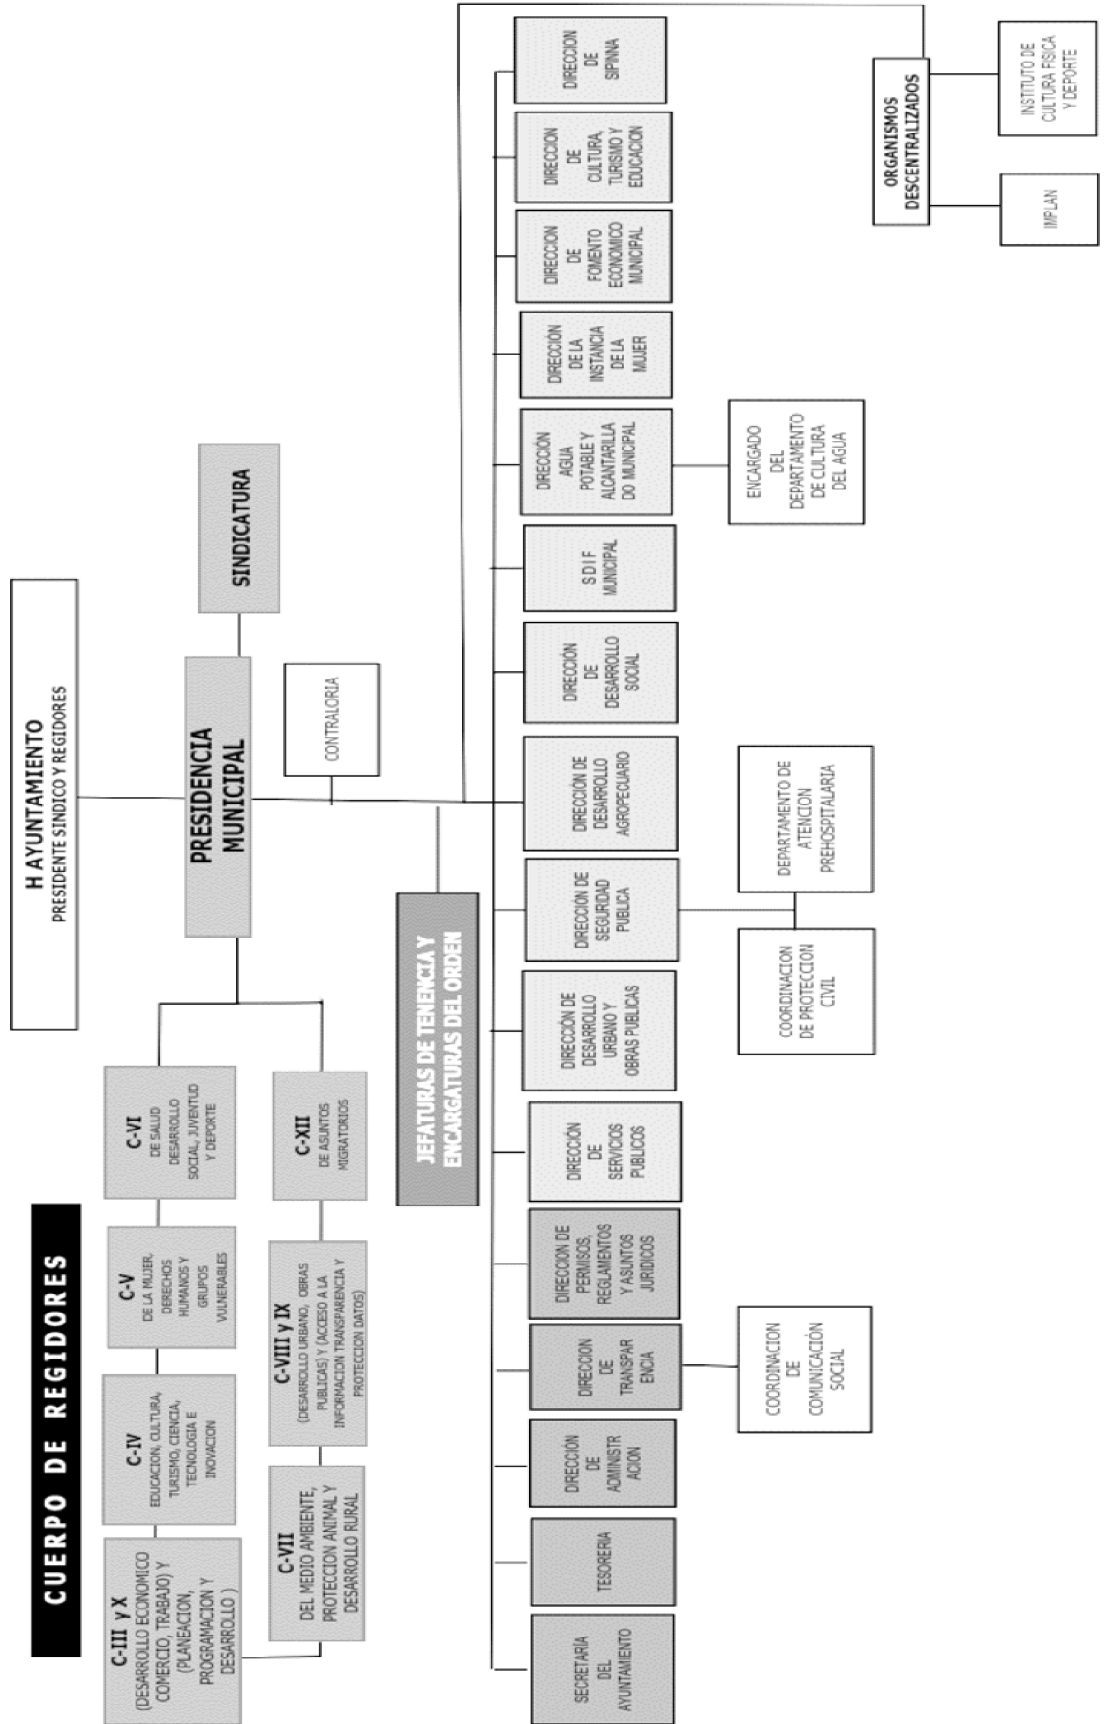 H AYUNTAMIENTO
PRESIDENTE SINDICO Y REGIDORES
CUERPO DE REGIDORES
PRESIDENCIA
MUNICIPAL
SINDICATURA
C-III y X
(DESARROLLO ECONOMICO
COMERCIO, TRABAJO) Y
(PLANEACION,
PROGRAMACION Y
DESARROLLO )
C-IV
EDUCACION, CULTURA,
TURISMO, CIENCIA,
TECNOLOGIA E
INOVACION
C-V
DE LA MUJER,
DERECHOS
HUMANOS Y
GRUPOS
VULNERABLES
C-VI
DE SALUD
DESARROLLO
SOCIAL, JUVENTUD
Y DEPORTE
C-VII
DEL MEDIO AMBIENTE,
PROTECCION ANIMAL Y
DESARROLLO RURAL
C-VIII y IX
(DESARROLLO URBANO, OBRAS
PUBLICAS) Y (ACCESO A LA
INFORMACION TRANSPARENCIA Y
PROTECCION DATOS)
C-XII
DE ASUNTOS
MIGRATORIOS
CONTRALORIA
JEFATURAS DE TENENCIA Y
ENCARGATURAS DEL ORDEN
SECRETARÍA
DEL
AYUNTAMIENTO
TESORERIA
DIRECCIÓN
DE
ADMINISTR
ACION
DIRECCION
DE
TRANSPAR
ENCIA
DIRECCION DE
PERMISOS,
REGLAMENTOS
Y ASUNTOS
JURIDICOS
DIRECCIÓN
DE
SERVICIOS
PUBLICOS
DIRECCIÓN DE
DESARROLLO
URBANO Y
OBRAS PUBLICAS
DIRECCIÓN DE
SEGURIDAD
PUBLICA
DIRECCIÓN DE
DESARROLLO
AGROPECUARIO
DIRECCIÓN
DE
DESARROLLO
SOCIAL
S D I F
MUNICIPAL
DIRECCIÓN
AGUA
POTABLE Y
ALCANTARILLA
DO MUNICIPAL
DIRECCIÓN
DE LA
INSTANCIA
DE LA
MUJER
DIRECCION
DE
FOMENTO
ECONOMICO
MUNICIPAL
DIRECCION
DE
CULTURA,
TURISMO Y
EDUCACION
DIRECCION
DE
SIPINNA
COORDINACION
DE
COMUNICACIÓN
SOCIAL
COORDINACION
DE PROTECCION
CIVIL
DEPARTAMENTO DE
ATENCION
PREHOSPITALARIA
ENCARGADO
DEL
DEPARTAMENTO
DE CULTURA
DEL AGUA
ORGANISMOS
DESCENTRALIZADOS
IMPLAN
INSTITUTO DE
CULTURA FISICA
Y DEPORTE